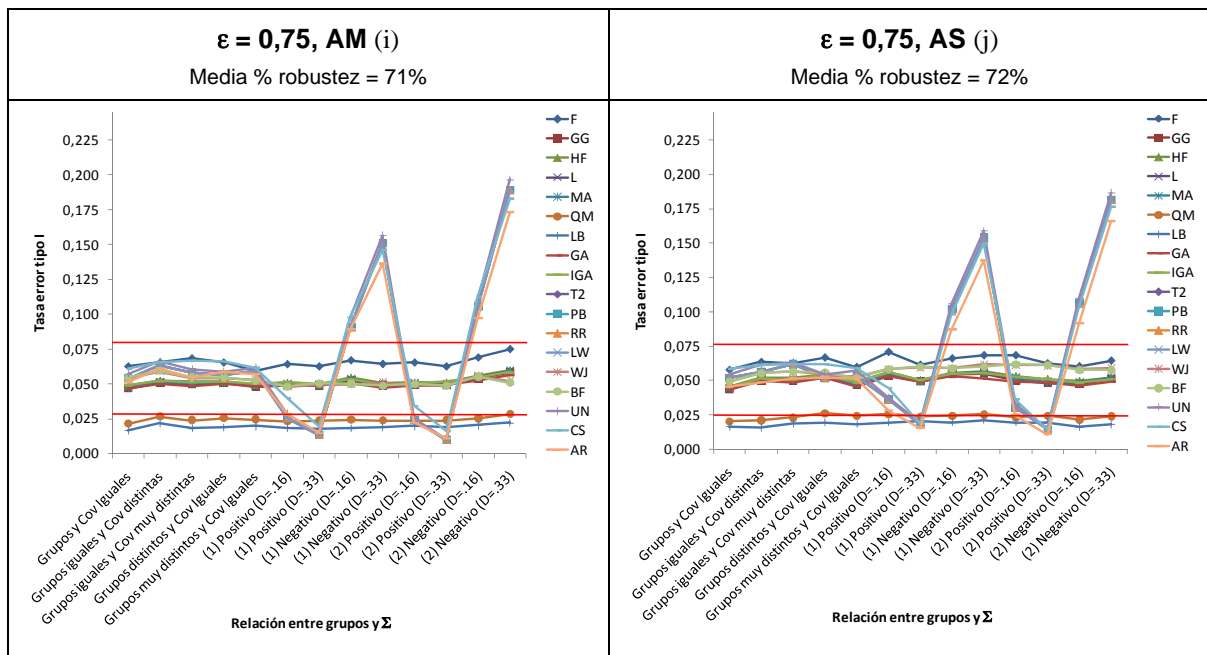 ε = 0,75, AM (i)
Media % robustez = 71%
0,225
0,200
0,175
0,150
0,125
0,100
0,075
0,050
0,025
0,000
Tasa error tipo I
Grupos y Cov Iguales
Grupos iguales y Cov distintas
Grupos iguales y Cov muy distintas
Grupos distintos y Cov Iguales
Grupos muy distintos y Cov Iguales
(1) Positivo (D=.16)
(1) Positivo (D=.33)
(1) Negativo (D=.16)
(1) Negativo (D=.33)
(2) Positivo (D=.16)
(2) Positivo (D=.33)
(2) Negativo (D=.16)
(2) Negativo (D=.33)
Relación entre grupos y Σ
F
GG
HF
L
MA
QM
LB
GA
IGA
T2
PB
RR
LW
WJ
BF
UN
CS
AR
ε = 0,75, AS (j)
Media % robustez = 72%
0,225
0,200
0,175
0,150
0,125
0,100
0,075
0,050
0,025
0,000
Tasa error tipo I
Grupos y Cov Iguales
Grupos iguales y Cov distintas
Grupos iguales y Cov muy distintas
Grupos distintos y Cov Iguales
Grupos muy distintos y Cov Iguales
(1) Positivo (D=.16)
(1) Positivo (D=.33)
(1) Negativo (D=.16)
(1) Negativo (D=.33)
(2) Positivo (D=.16)
(2) Positivo (D=.33)
(2) Negativo (D=.16)
(2) Negativo (D=.33)
Relación entre grupos y Σ
F
GG
HF
L
MA
QM
LB
GA
IGA
T2
PB
RR
LW
WJ
BF
UN
CS
AR